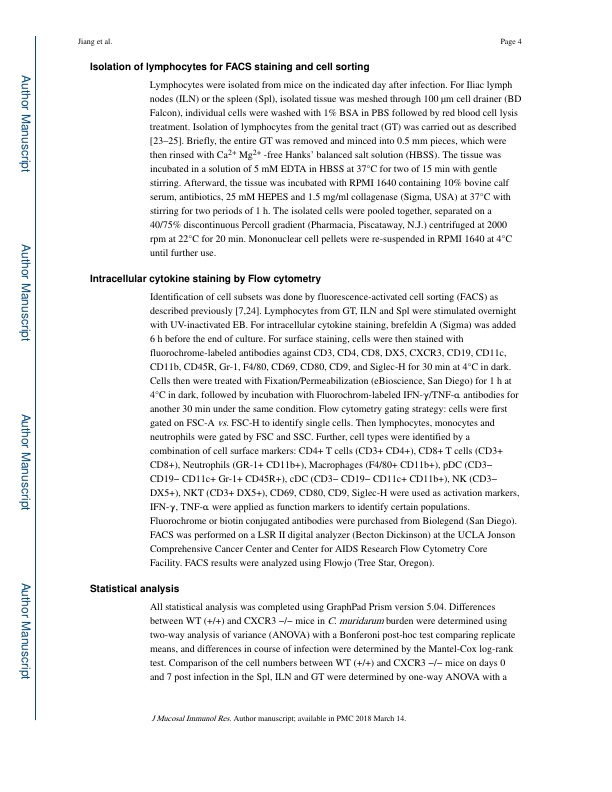 Jiang et al.
Page 4
Isolation of lymphocytes for FACS staining and cell sorting
Lymphocytes were isolated from mice on the indicated day after infection. For Iliac lymph
nodes (ILN) or the spleen (Spl), isolated tissue was meshed through 100 μm cell drainer (BD
Falcon), individual cells were washed with 1% BSA in PBS followed by red blood cell lysis
treatment. Isolation of lymphocytes from the genital tract (GT) was carried out as described
[23–25]. Briefly, the entire GT was removed and minced into 0.5 mm pieces, which were
then rinsed with Ca²⁺ Mg²⁺ -free Hanks' balanced salt solution (HBSS). The tissue was
incubated in a solution of 5 mM EDTA in HBSS at 37°C for two of 15 min with gentle
stirring. Afterward, the tissue was incubated with RPMI 1640 containing 10% bovine calf
serum, antibiotics, 25 mM HEPES and 1.5 mg/ml collagenase (Sigma, USA) at 37°C with
stirring for two periods of 1 h. The isolated cells were pooled together, separated on a
40/75% discontinuous Percoll gradient (Pharmacia, Piscataway, N.J.) centrifuged at 2000
rpm at 22°C for 20 min. Mononuclear cell pellets were re-suspended in RPMI 1640 at 4°C
until further use.
Intracellular cytokine staining by Flow cytometry
Identification of cell subsets was done by fluorescence-activated cell sorting (FACS) as
described previously [7,24]. Lymphocytes from GT, ILN and Spl were stimulated overnight
with UV-inactivated EB. For intracellular cytokine staining, brefeldin A (Sigma) was added
6 h before the end of culture. For surface staining, cells were then stained with
fluorochrome-labeled antibodies against CD3, CD4, CD8, DX5, CXCR3, CD19, CD11c,
CD11b, CD45R, Gr-1, F4/80, CD69, CD80, CD9, and Siglec-H for 30 min at 4°C in dark.
Cells then were treated with Fixation/Permeabilization (eBioscience, San Diego) for 1 h at
4°C in dark, followed by incubation with Fluorochrom-labeled IFN-γ/TNF-α antibodies for
another 30 min under the same condition. Flow cytometry gating strategy: cells were first
gated on FSC-A vs. FSC-H to identify single cells. Then lymphocytes, monocytes and
neutrophils were gated by FSC and SSC. Further, cell types were identified by a
combination of cell surface markers: CD4+ T cells (CD3+ CD4+), CD8+ T cells (CD3+
CD8+), Neutrophils (GR-1+ CD11b+), Macrophages (F4/80+ CD11b+), pDC (CD3−
CD19− CD11c+ Gr-1+ CD45R+), cDC (CD3− CD19− CD11c+ CD11b+), NK (CD3−
DX5+), NKT (CD3+ DX5+), CD69, CD80, CD9, Siglec-H were used as activation markers,
IFN-γ, TNF-α were applied as function markers to identify certain populations.
Fluorochrome or biotin conjugated antibodies were purchased from Biolegend (San Diego).
FACS was performed on a LSR II digital analyzer (Becton Dickinson) at the UCLA Jonson
Comprehensive Cancer Center and Center for AIDS Research Flow Cytometry Core
Facility. FACS results were analyzed using Flowjo (Tree Star, Oregon).
Statistical analysis
All statistical analysis was completed using GraphPad Prism version 5.04. Differences
between WT (+/+) and CXCR3 −/− mice in C. muridarum burden were determined using
two-way analysis of variance (ANOVA) with a Bonferoni post-hoc test comparing replicate
means, and differences in course of infection were determined by the Mantel-Cox log-rank
test. Comparison of the cell numbers between WT (+/+) and CXCR3 −/− mice on days 0
and 7 post infection in the Spl, ILN and GT were determined by one-way ANOVA with a
J Mucosal Immunol Res. Author manuscript; available in PMC 2018 March 14.
Author Manuscript
Author Manuscript
Author Manuscript
Author Manuscript